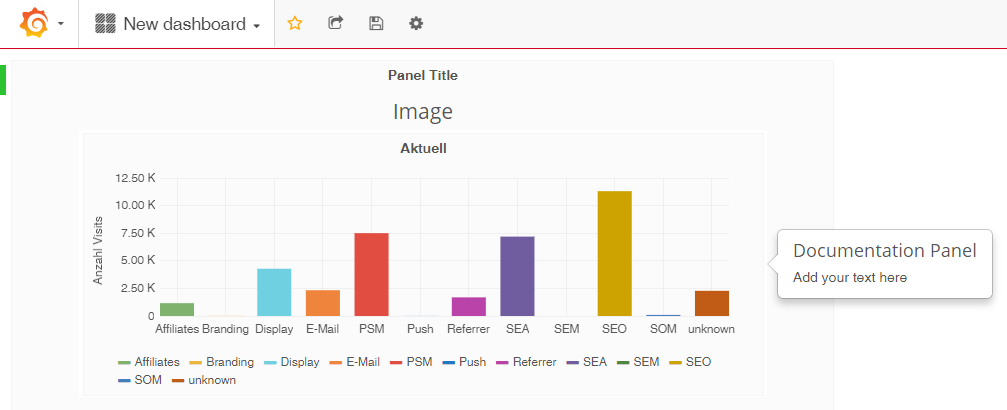 New dashboard
Panel Title
Image
Aktuell
12.50 K
10.00 K
7.50 K
5.00 K
2.50 K
0
Anzahl Visits
Affiliates Branding Display E-Mail PSM Push Referrer SEA SEM SEO SOM unknown
Affiliates Branding Display E-Mail PSM Push Referrer SEA SEM SEO
SOM unknown
Documentation Panel
Add your text here